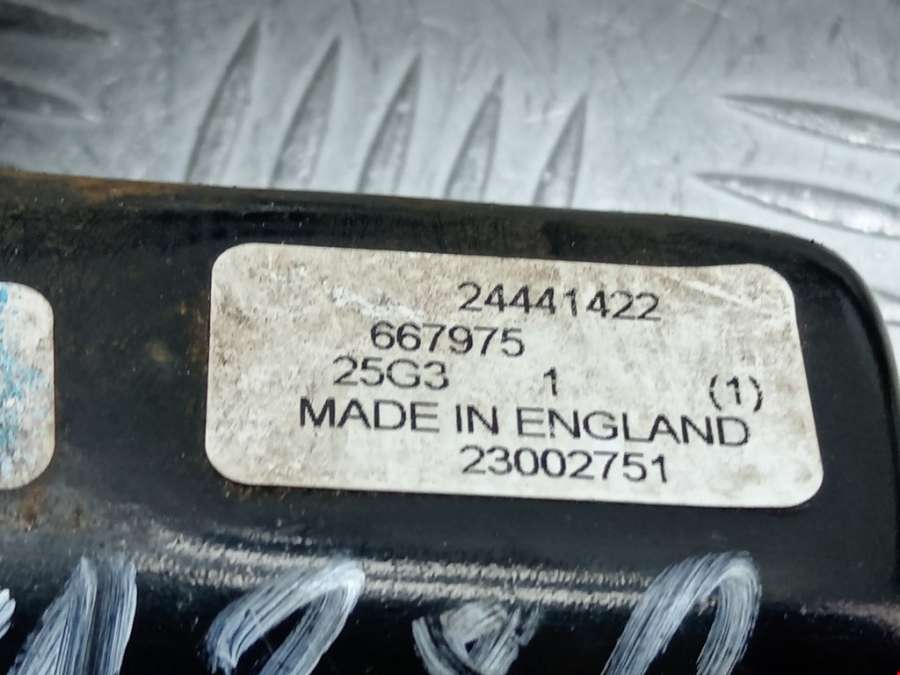 24441422
667975
25G3 1 (1)
MADE IN ENGLAND
23002751